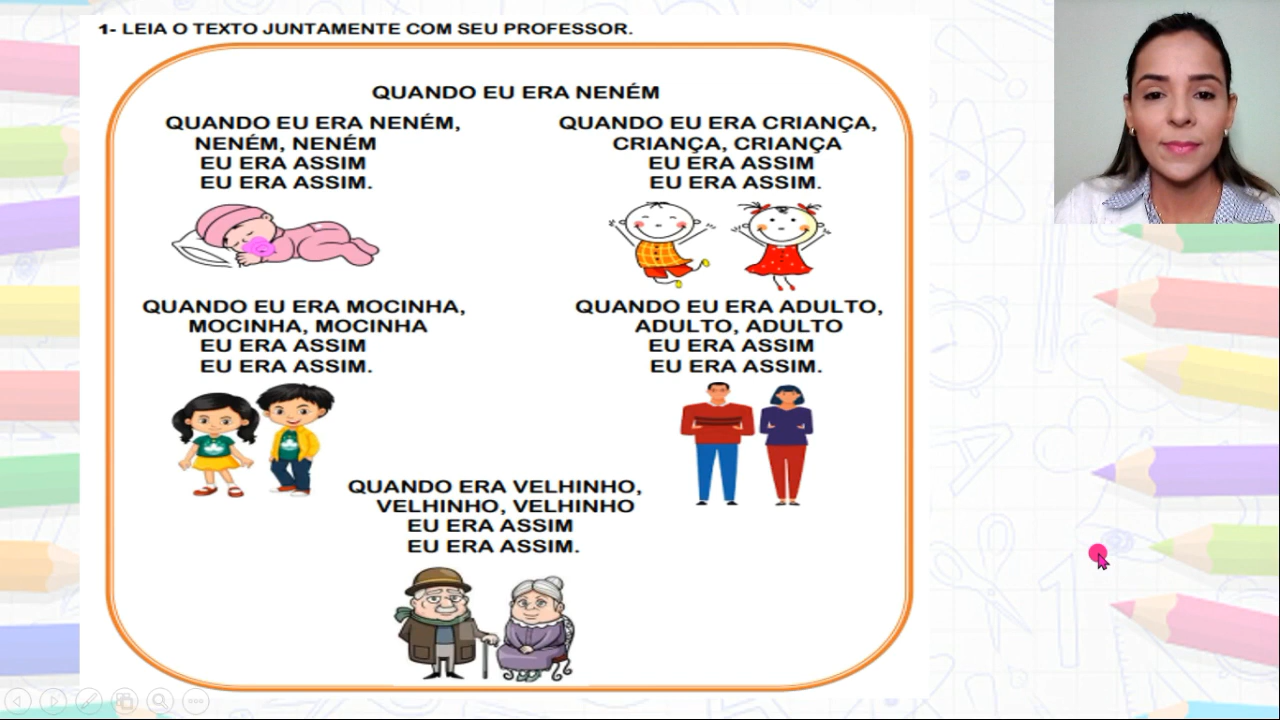 1- LEIA O TEXTO JUNTAMENTE COM SEU PROFESSOR.
QUANDO EU ERA NENÉM
QUANDO EU ERA NENÉM,
NENÉM, NENÉM
EU ERA ASSIM
EU ERA ASSIM.
QUANDO EU ERA CRIANÇA,
CRIANÇA, CRIANÇA
EU ERA ASSIM
EU ERA ASSIM.
QUANDO EU ERA MOCINHA,
MOCINHA, MOCINHA
EU ERA ASSIM
EU ERA ASSIM.
QUANDO EU ERA ADULTO,
ADULTO, ADULTO
EU ERA ASSIM
EU ERA ASSIM.
QUANDO ERA VELHINHO,
VELHINHO, VELHINHO
EU ERA ASSIM
EU ERA ASSIM.